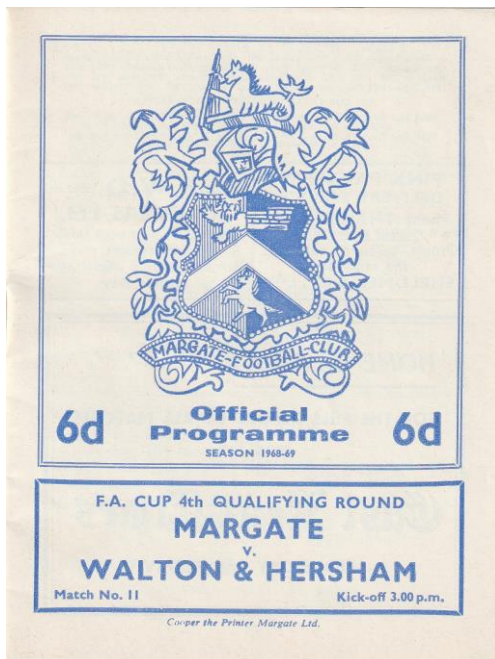 MARGATE-FOOTBALL-CLUB
6d
Official
Programme
6d
SEASON 1968-69
F.A. CUP 4th QUALIFYING ROUND
MARGATE
V.
WALTON & HERSHAM
Match No. 11
Kick-off 3.00 p.m.
Cooper the Printer Margate Ltd.